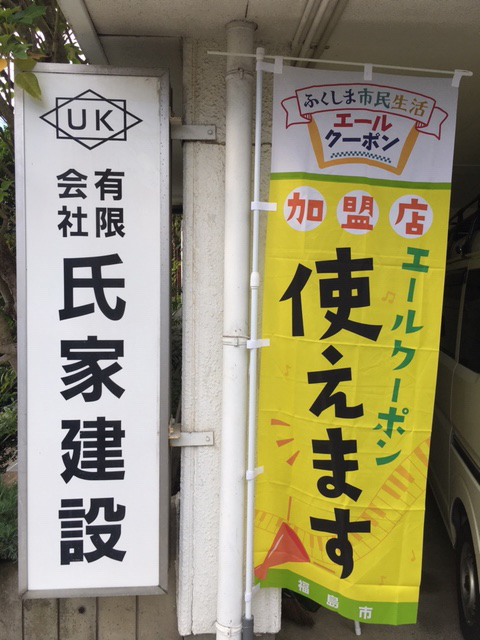 UK
有限
会社
氏家建設
ふくしま市民生活
エール
クーポン
加盟店
エールクーポン
使えます
福島市